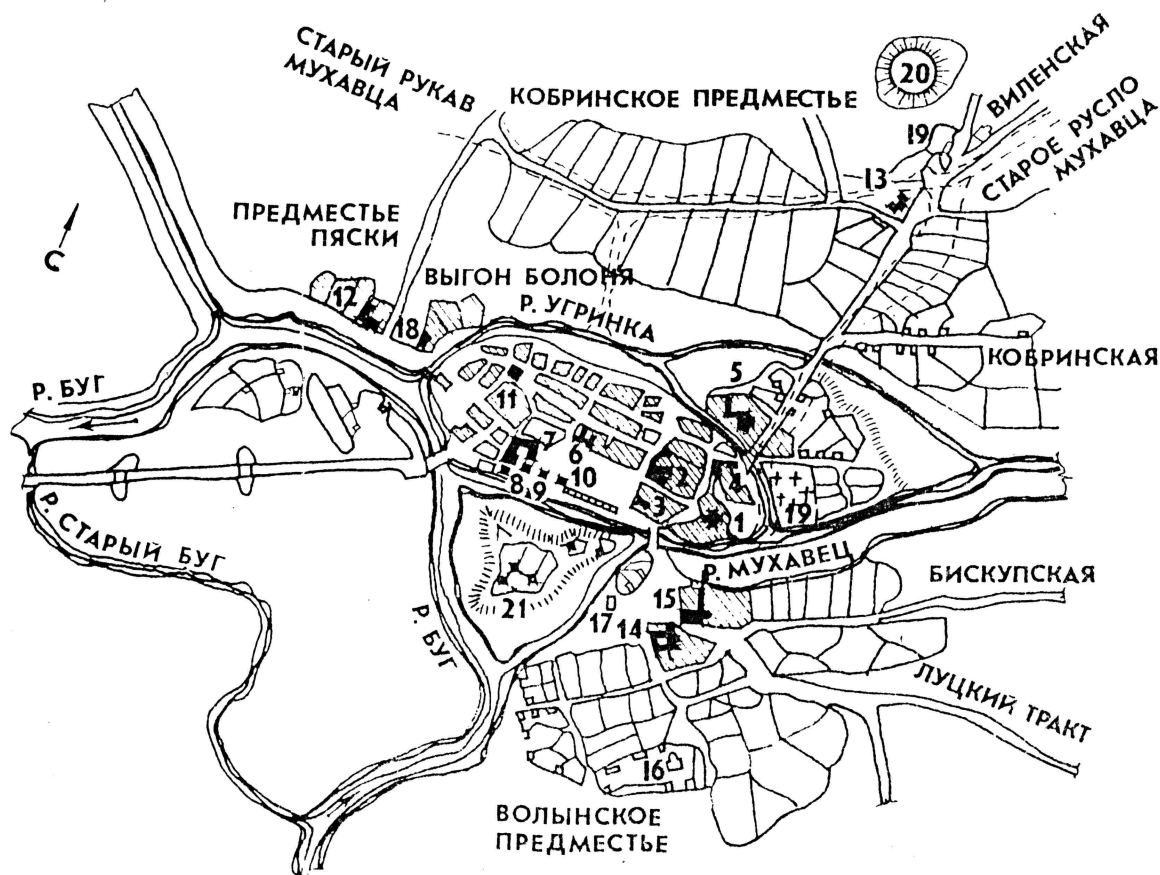 СТАРЫЙ РУКАВ
МУХАВЦА
КОБРИНСКОЕ ПРЕДМЕСТЬЕ
20
ВИЛЕНСКАЯ
19
СТАРОЕ РУСЛО
МУХАВЦА
13
ПРЕДМЕСТЬЕ
ПЯСКИ
С
ВЫГОН БОЛОНЯ
12
18
Р. УГРИНКА
КОБРИНСКАЯ
5
Р. БУГ
11
7
6
2
4
8
9
10
3
1
19
Р. СТАРЫЙ БУГ
Р. МУХАВЕЦ
БИСКУПСКАЯ
21
15
17
14
Р. БУГ
ЛУЦКИЙ ТРАКТ
16
ВОЛЫНСКОЕ
ПРЕДМЕСТЬЕ